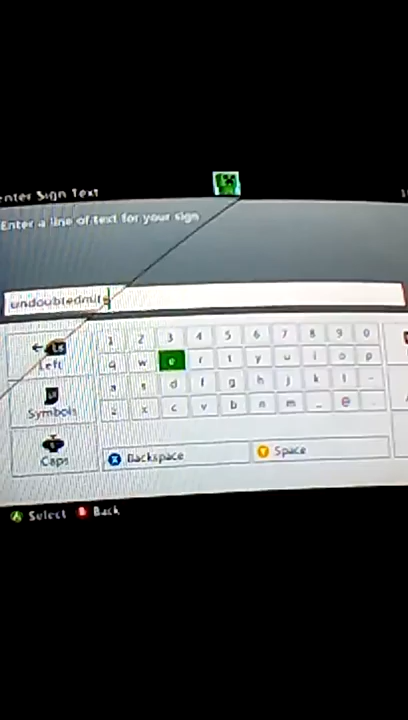 Enter Sign Text
Enter a line of text for your sign
Left
Symbols
Caps
1 2 3 4 5 6 7 8 9 0
q w e r t y u i o p
a s d f g h j k l -
z x c v b n m _ @ .
X Backspace
Y Space
A Select B Back